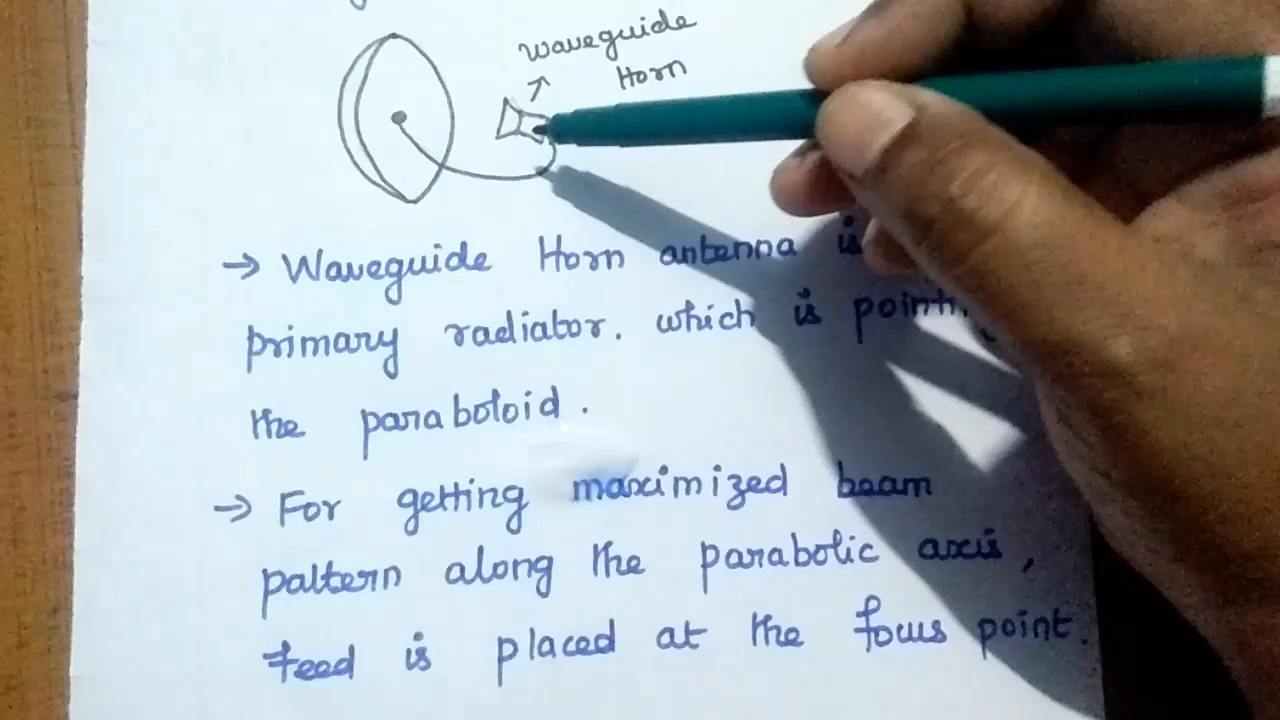 Waveguide
Horn
→ Waveguide Horn antenna is
primary radiator. which is
the paraboloid.
→ For getting maximized beam
pattern along the parabolic axis,
feed is placed at the focus point.